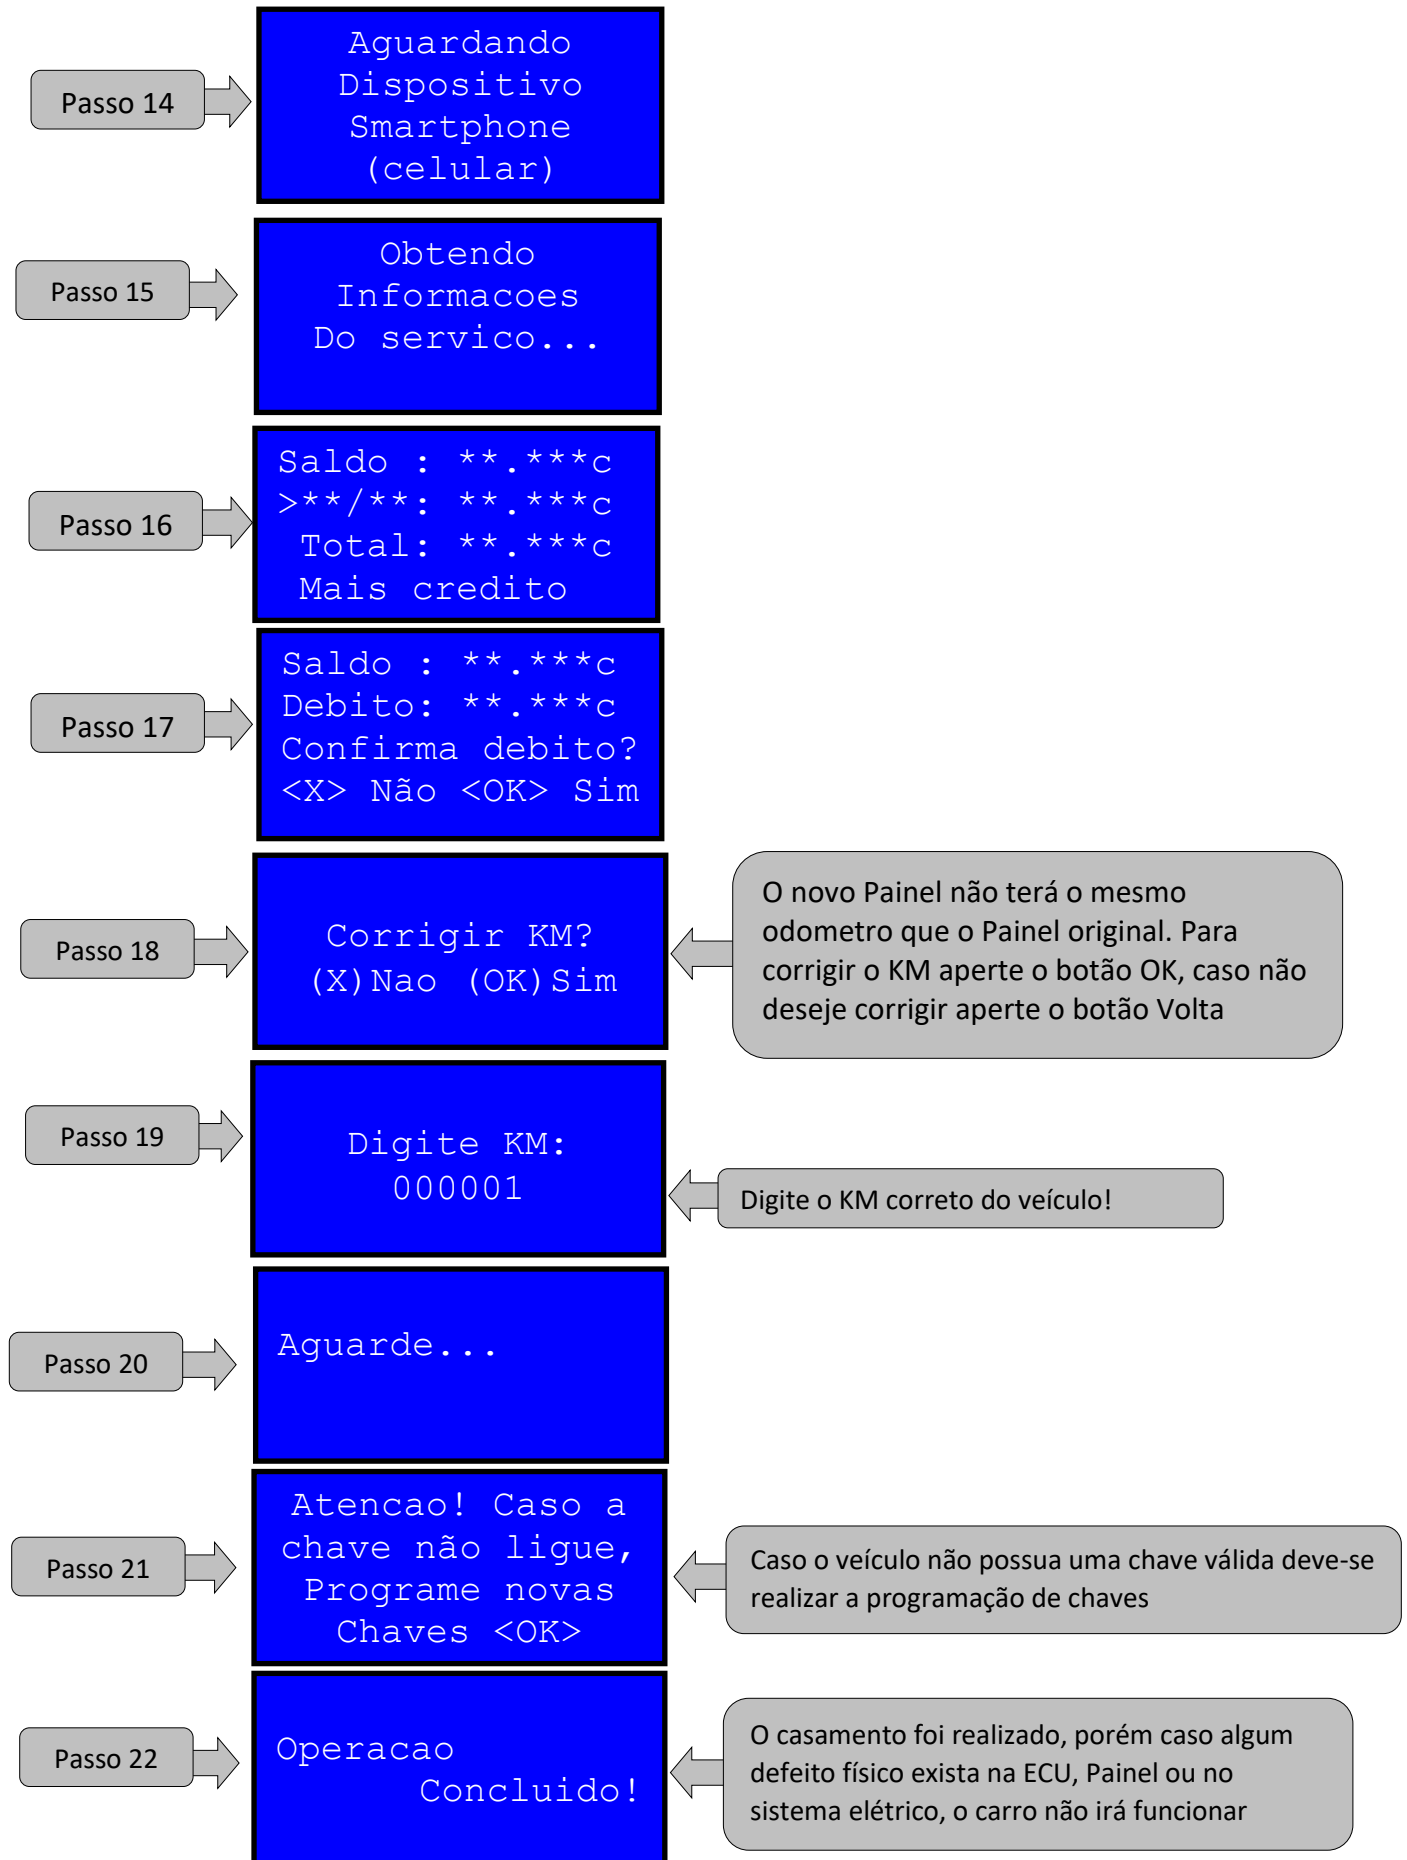 Passo 14
Aguardando
Dispositivo
Smartphone
(celular)
Passo 15
Obtendo
Informacoes
Do servico...
Passo 16
Saldo : **.***c
>**/**: **.***c
Total: **.***c
Mais credito
Passo 17
Saldo : **.***c
Debito: **.***c
Confirma debito?
<X> Não <OK> Sim
Passo 18
Corrigir KM?
(X)Nao (OK)Sim
O novo Painel não terá o mesmo
odometro que o Painel original. Para
corrigir o KM aperte o botão OK, caso não
deseje corrigir aperte o botão Volta
Passo 19
Digite KM:
000001
Digite o KM correto do veículo!
Passo 20
Aguarde...
Passo 21
Atencao! Caso a
chave não ligue,
Programe novas
Chaves <OK>
Caso o veículo não possua uma chave válida deve-se
realizar a programação de chaves
Passo 22
Operacao
Concluido!
O casamento foi realizado, porém caso algum
defeito físico exista na ECU, Painel ou no
sistema elétrico, o carro não irá funcionar